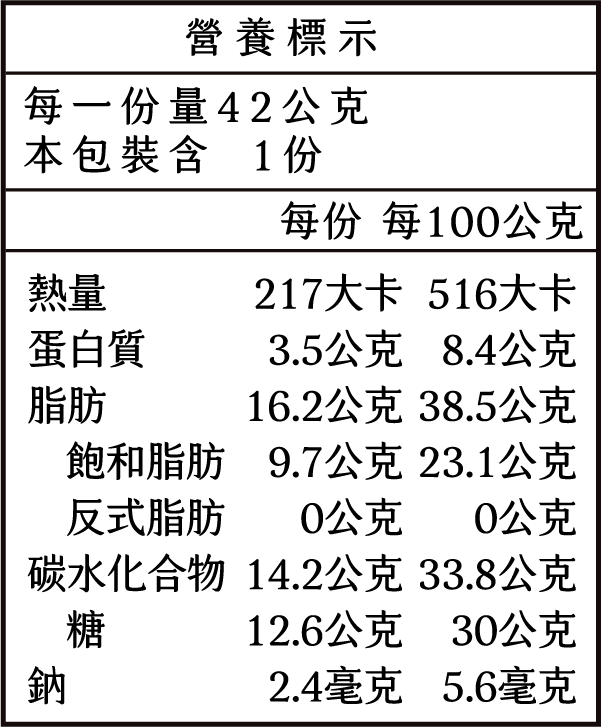 營養標示
每一份量42公克
本包裝含 1份
每份 每100公克
熱量 217大卡 516大卡
蛋白質 3.5公克 8.4公克
脂肪 16.2公克 38.5公克
飽和脂肪 9.7公克 23.1公克
反式脂肪 0公克 0公克
碳水化合物 14.2公克 33.8公克
糖 12.6公克 30公克
鈉 2.4毫克 5.6毫克